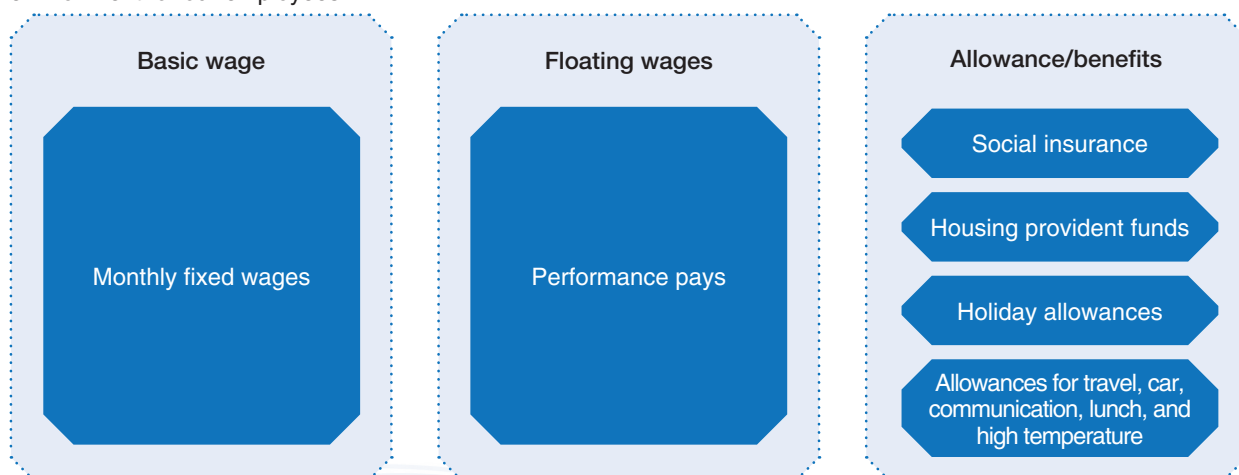 employees
Basic wage
Monthly fixed wages
Floating wages
Performance pays
Allowance/benefits
Social insurance
Housing provident funds
Holiday allowances
Allowances for travel, car,
communication, lunch, and
high temperature